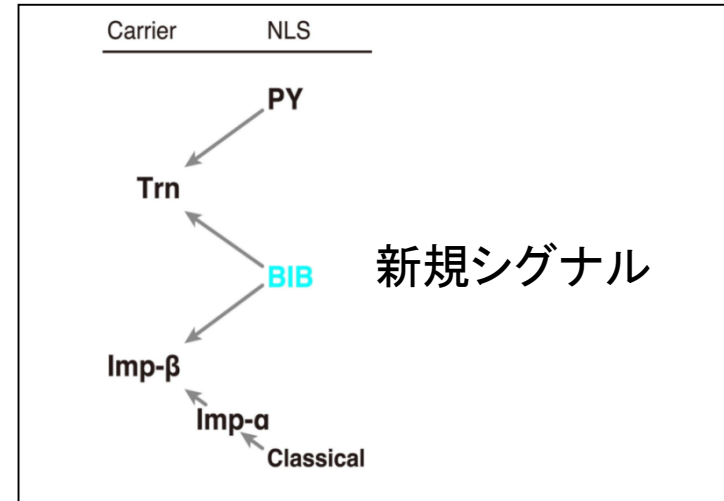 Carrier NLS
PY
Trn
BIB 新規シグナル
Imp-β
Imp-α
Classical